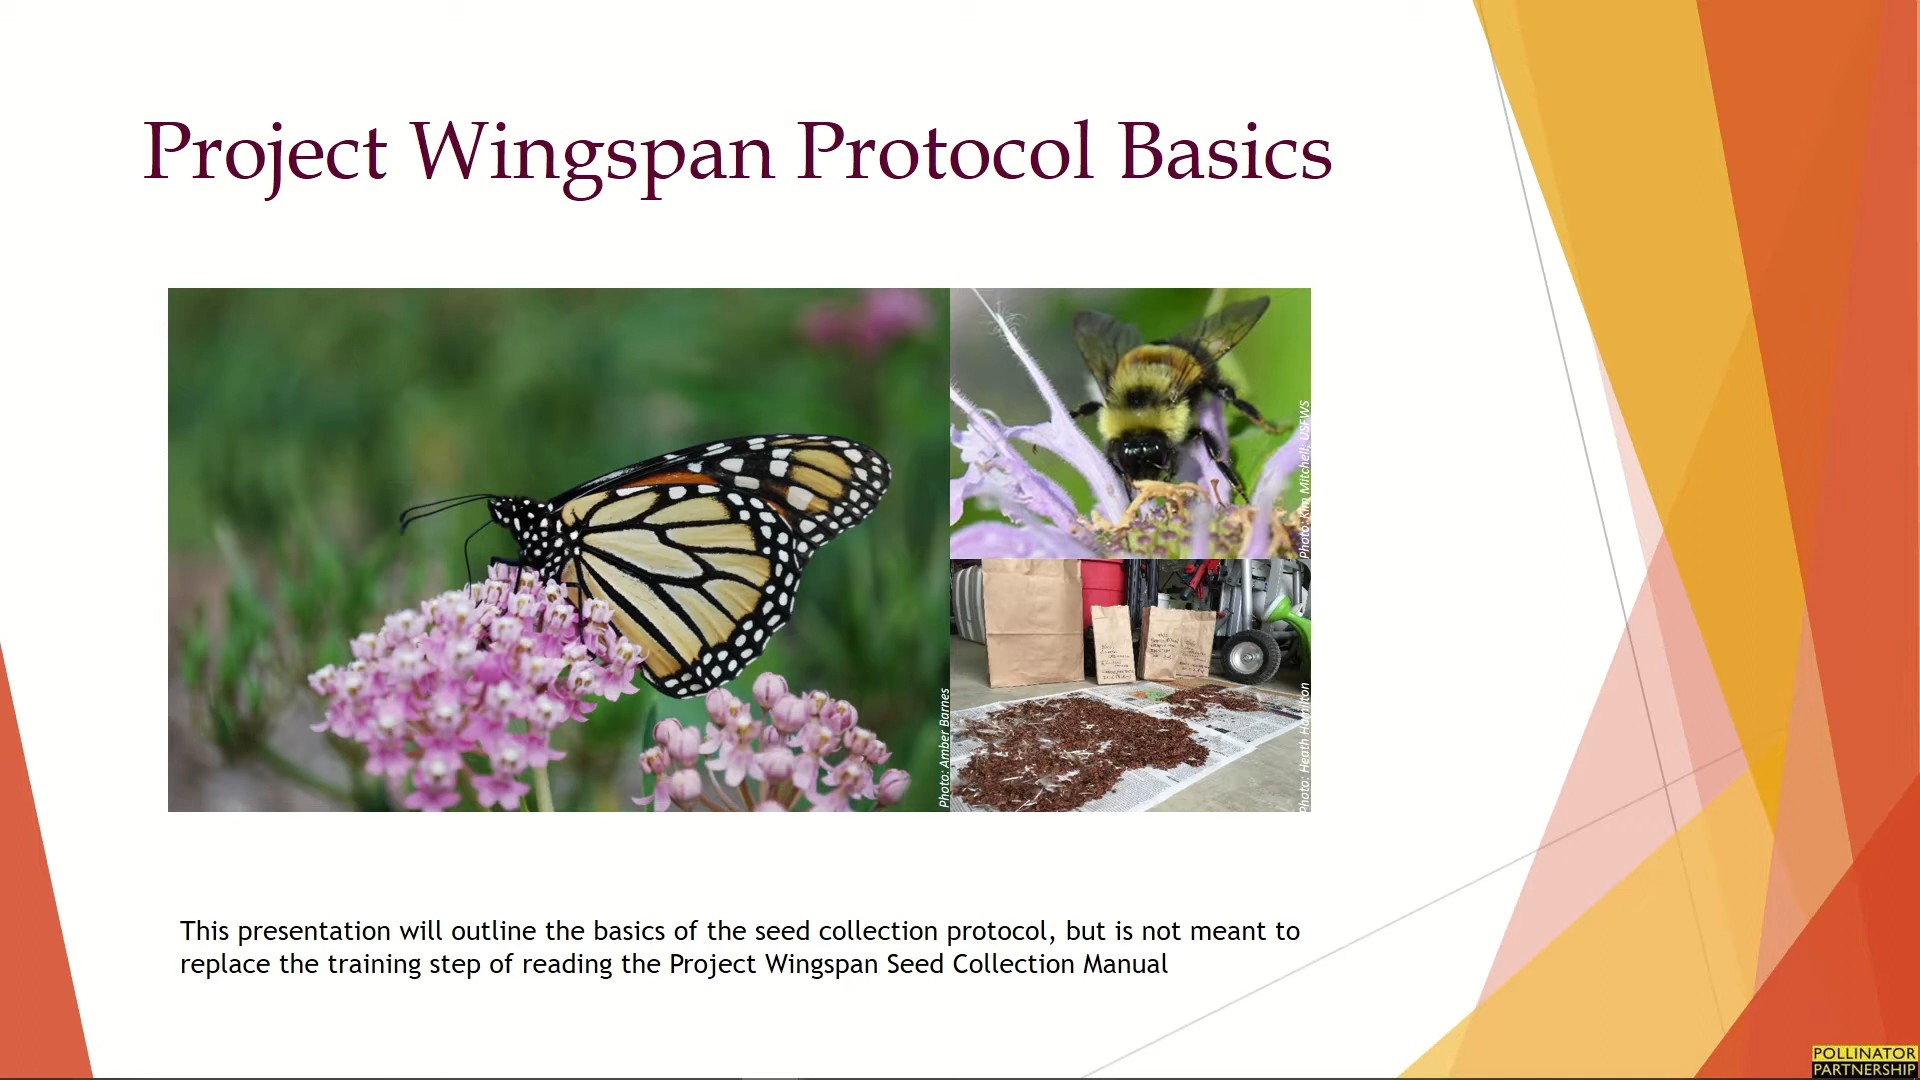 Project Wingspan Protocol Basics
Photo: Kim Mitchell, USFWS
Photo: Amber Barnes
Photo: Heath Hamilton
This presentation will outline the basics of the seed collection protocol, but is not meant to
replace the training step of reading the Project Wingspan Seed Collection Manual
POLLINATOR
PARTNERSHIP